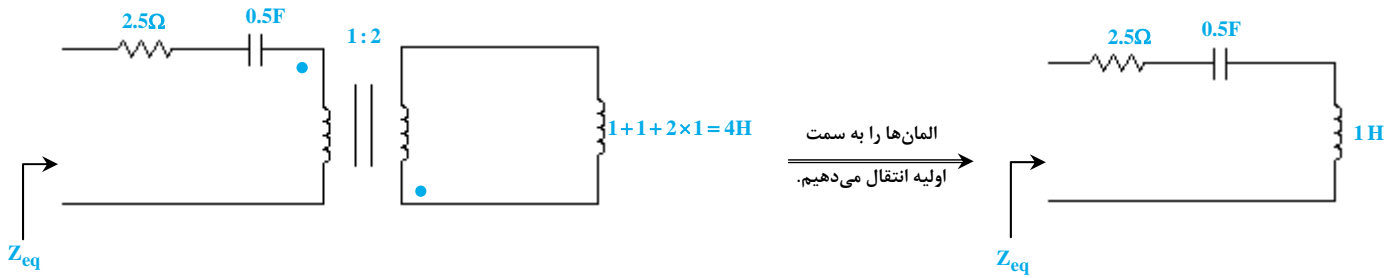 2.5Ω
0.5F
1:2
1+1+2×1=4H
Zeq
المان‌ها را به سمت
اولیه انتقال می‌دهیم.
2.5Ω
0.5F
1H
Zeq